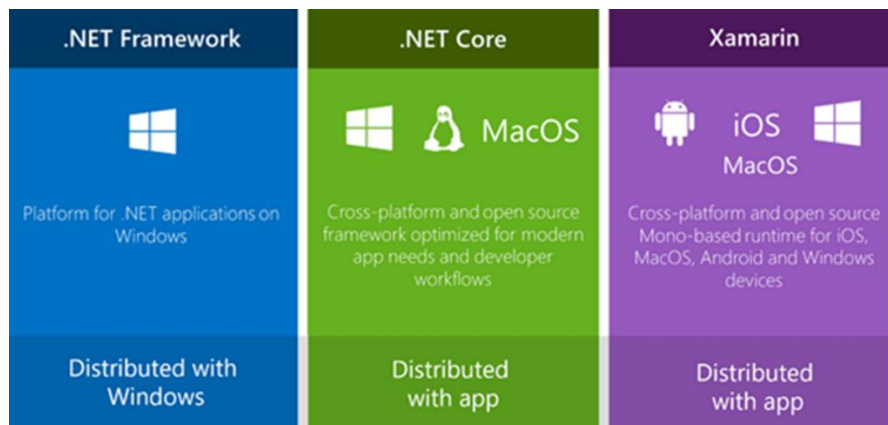 .NET Framework
Platform for .NET applications on
Windows
Distributed with
Windows
.NET Core
MacOS
Cross-platform and open source
framework optimized for modern
app needs and developer
workflows
Distributed
with app
Xamarin
iOS
MacOS
Cross-platform and open source
Mono-based runtime for iOS,
MacOS, Android and Windows
devices
Distributed
with app